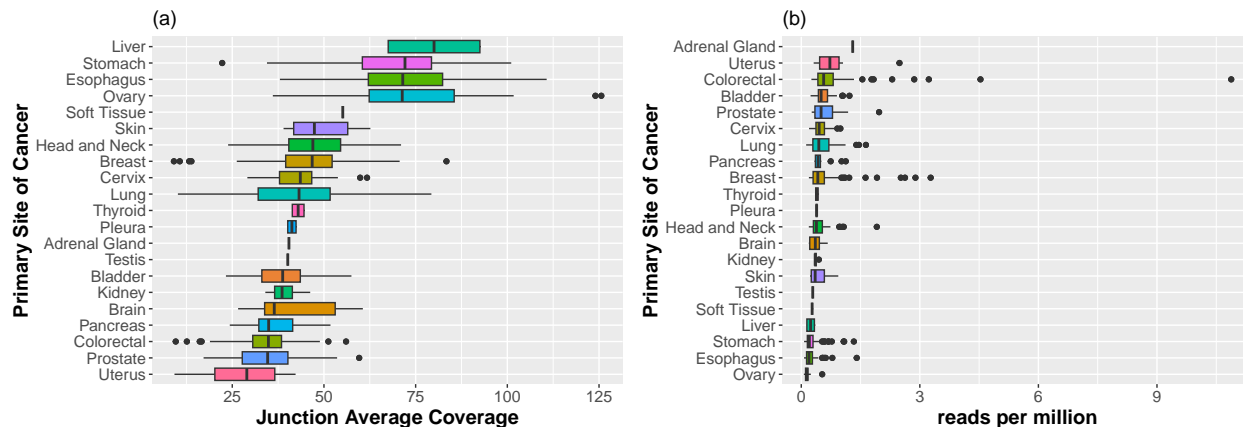 (a)
Primary Site of Cancer
Liver
Stomach
Esophagus
Ovary
Soft Tissue
Skin
Head and Neck
Breast
Cervix
Lung
Thyroid
Pleura
Adrenal Gland
Testis
Bladder
Kidney
Brain
Pancreas
Colorectal
Prostate
Uterus
25 50 75 100 125
Junction Average Coverage
(b)
Primary Site of Cancer
Adrenal Gland
Uterus
Colorectal
Bladder
Prostate
Cervix
Lung
Pancreas
Breast
Thyroid
Pleura
Head and Neck
Brain
Kidney
Skin
Testis
Soft Tissue
Liver
Stomach
Esophagus
Ovary
0 3 6 9
reads per million